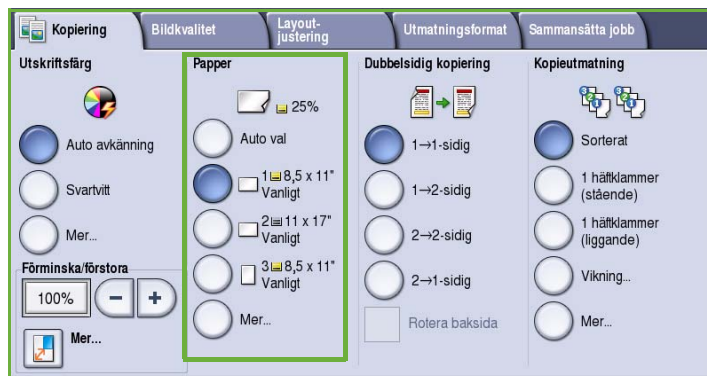 Kopiering
Bildkvalitet
Layout-
justering
Utmatningsformat
Sammansätta jobb
Utskriftsfärg
Auto avkänning
Svartvitt
Mer...
Förminska/förstora
100%
Mer...
Papper
25%
Auto val
1 8,5 x 11"
Vanligt
2 11 x 17"
Vanligt
3 8,5 x 11"
Vanligt
Mer...
Dubbelsidig kopiering
1→1-sidig
1→2-sidig
2→2-sidig
2→1-sidig
Rotera baksida
Kopieutmatning
Sorterat
1 häftklammer
(stående)
1 häftklammer
(liggande)
Vikning...
Mer...